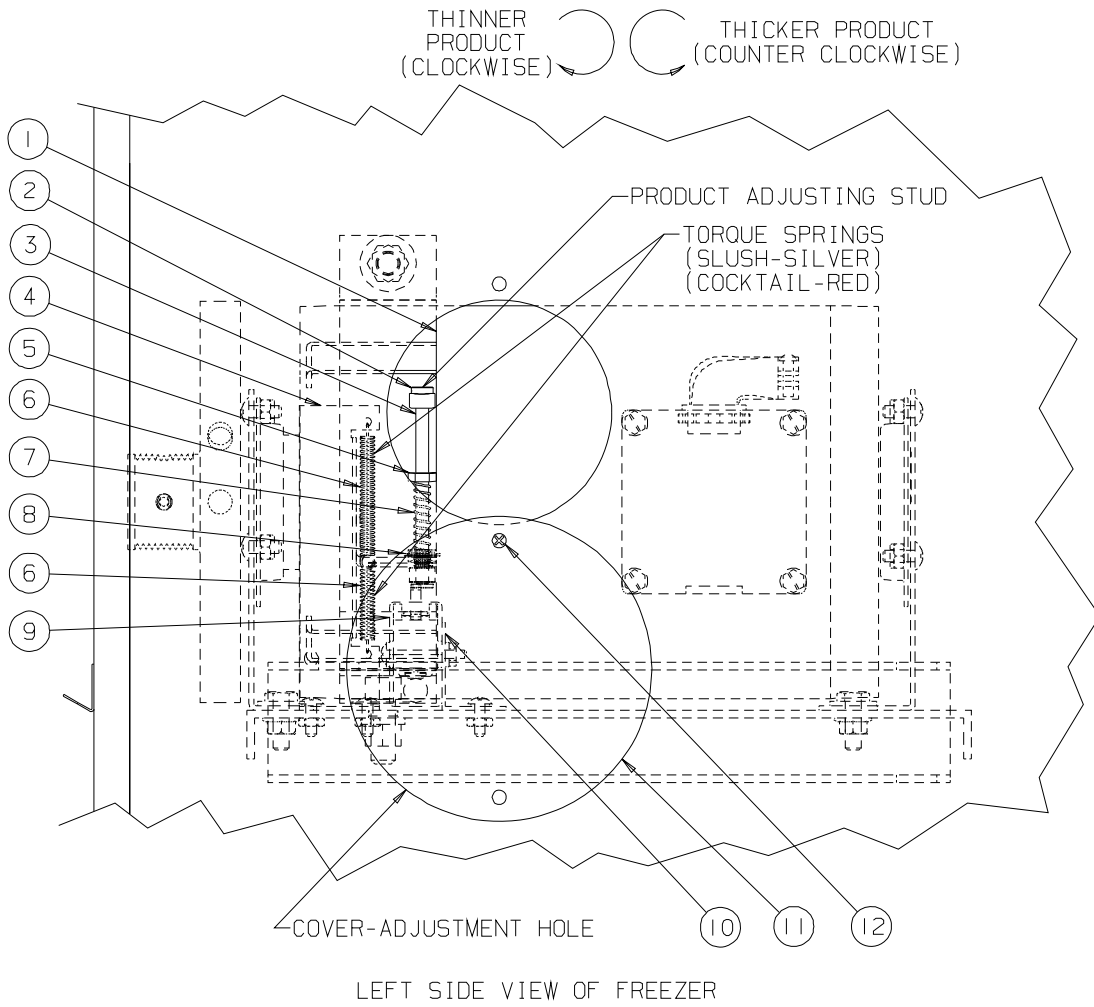 THINNER
PRODUCT
(CLOCKWISE)
THICKER PRODUCT
(COUNTER CLOCKWISE)
1
2
3
4
5
6
7
8
6
9
PRODUCT ADJUSTING STUD
TORQUE SPRINGS
(SLUSH-SILVER)
(COCKTAIL-RED)
10
11
12
COVER-ADJUSTMENT HOLE
LEFT SIDE VIEW OF FREEZER